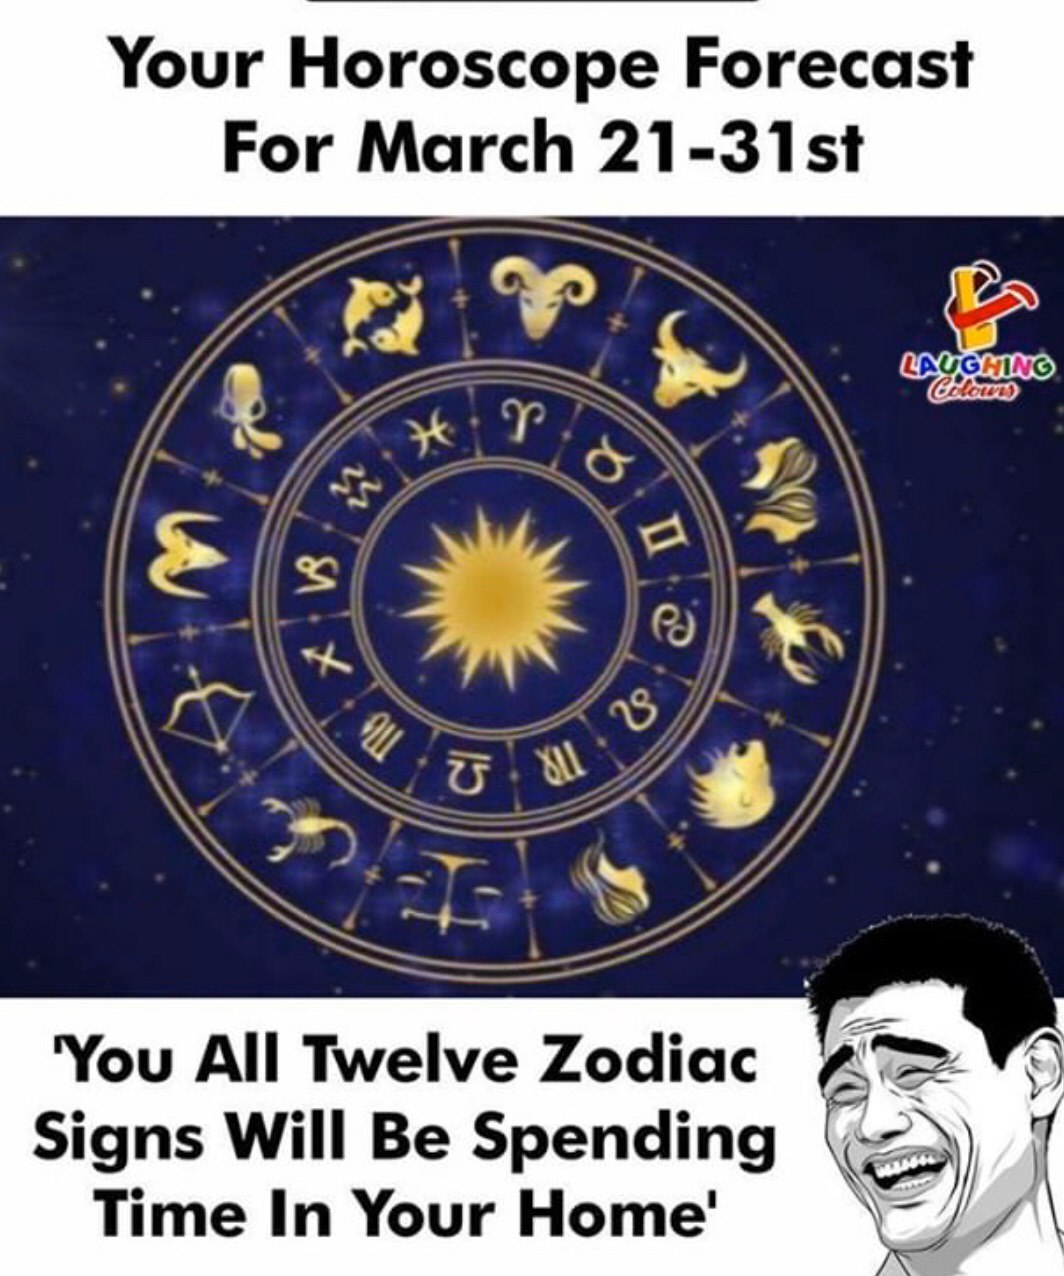 Your Horoscope Forecast
For March 21-31st
LAUGHING
Colours
'You All Twelve Zodiac
Signs Will Be Spending
Time In Your Home'